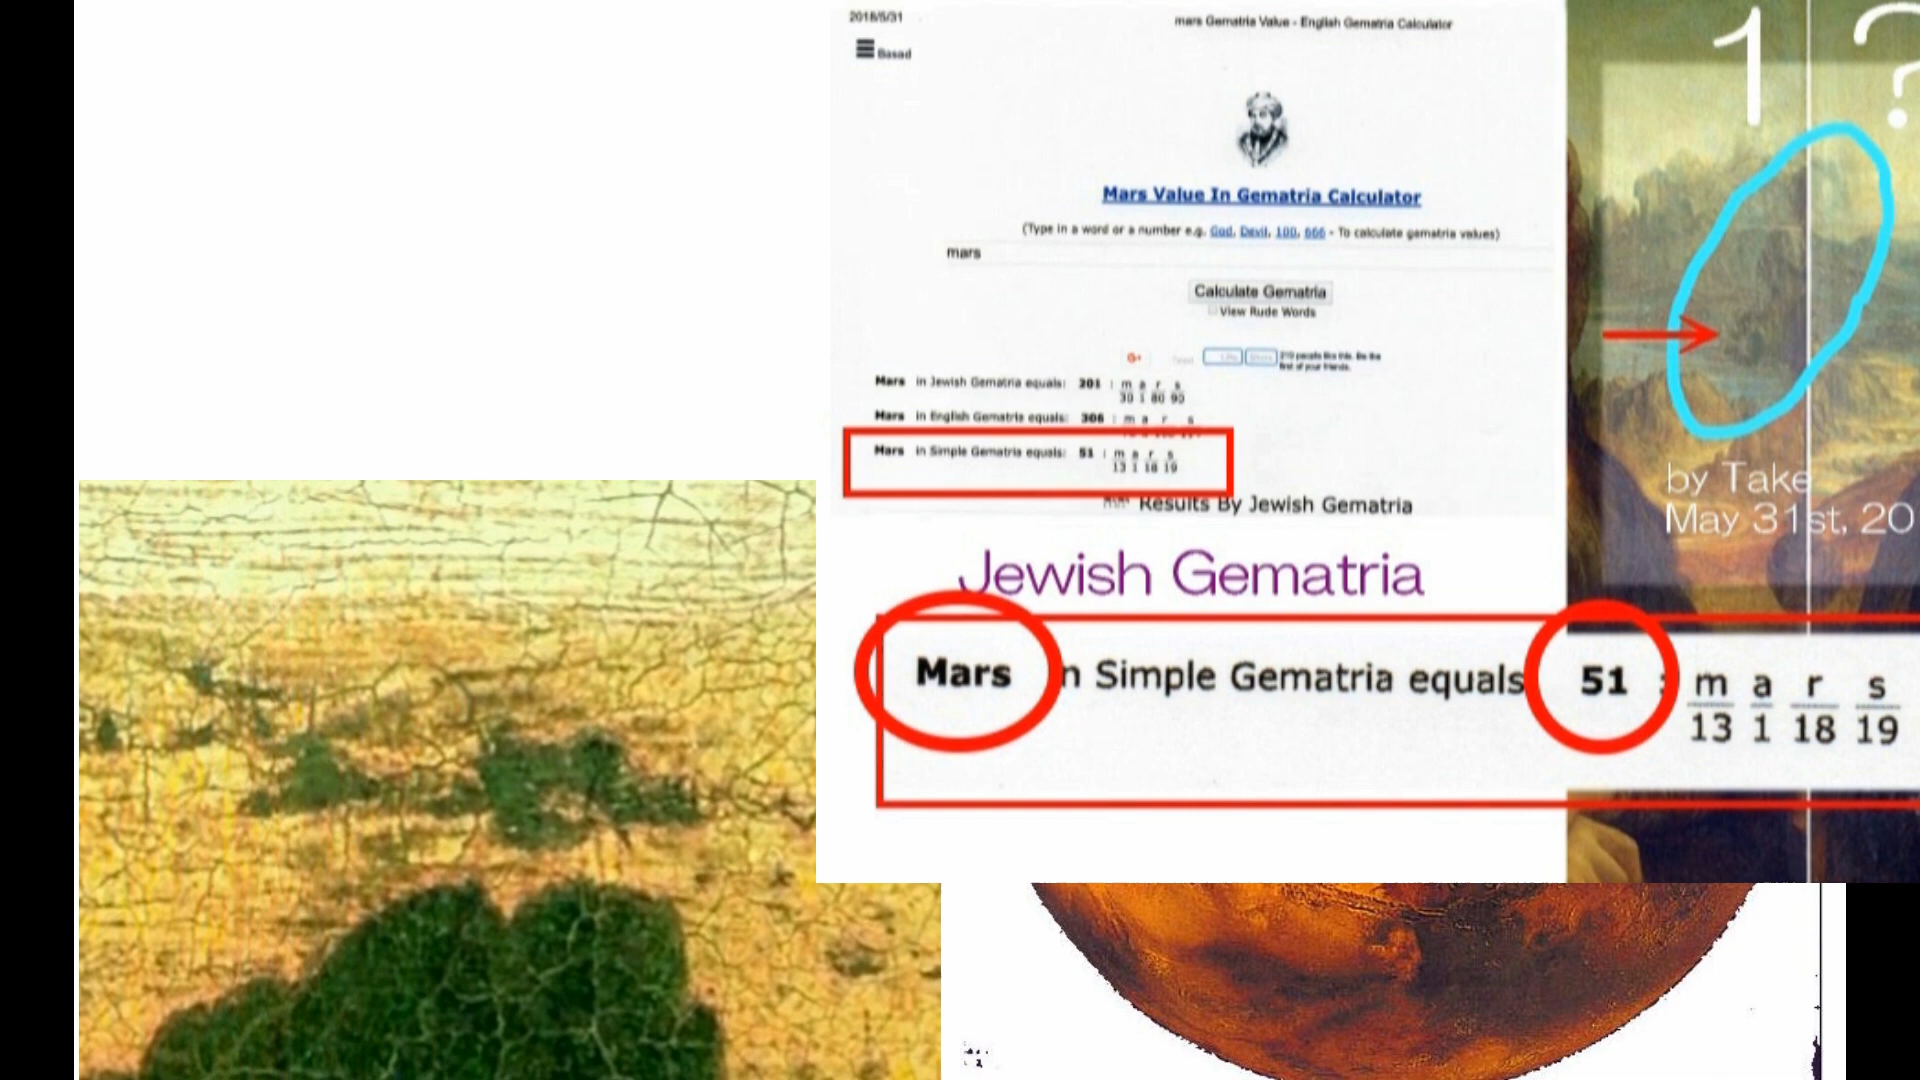 2018/5/31
mars Gematria Value - English Gematria Calculator
Basad
Mars Value In Gematria Calculator
(Type in a word or a number e.g. God, Devil, 100, 666 - To calculate gematria values)
mars
Calculate Gematria
View Rude Words
Mars in Jewish Gematria equals: 201 : m a r s
30 1 80 90
Mars in English Gematria equals: 306 : m a r s
Mars in Simple Gematria equals: 51 : m a r s
13 1 18 19
Results By Jewish Gematria
1 ?
by Take
May 31st, 20
Jewish Gematria
Mars n Simple Gematria equals 51 : m a r s
13 1 18 19